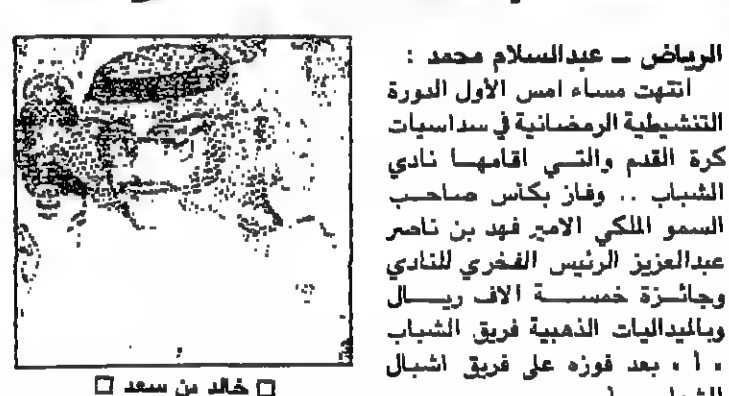 الرياض ــ عبدالسلام محمد :
انتهت مساء امس الأول الدورة
التنشيطية الرمضانية في سداسيات
كرة القدم والتي اقامها نادي
الشباب .. وفاز بكاس صاحب
السمو الملكي الامير فهد بن ناصر
عبدالعزيز الرئيس الفخري للنادي
وجائزة خمسة الاف ريال
وبالميداليات الذهبية فريق الشباب
« أ » بعد فوزه على فريق اشبال
□ خالد بن سعد □